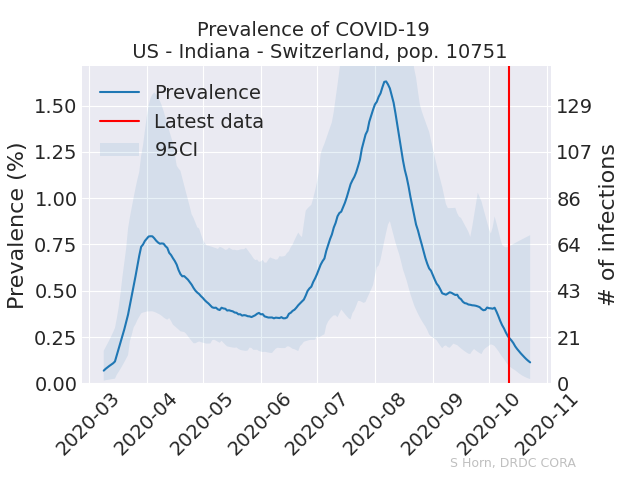 Prevalence of COVID-19
US - Indiana - Switzerland, pop. 10751
Prevalence
Latest data
95CI
Prevalence (%)
1.50
1.25
1.00
0.75
0.50
0.25
0.00
129
107
86
64
43
21
0
# of infections
2020-03
2020-04
2020-05
2020-06
2020-07
2020-08
2020-09
2020-10
2020-11
S Horn, DRDC CORA